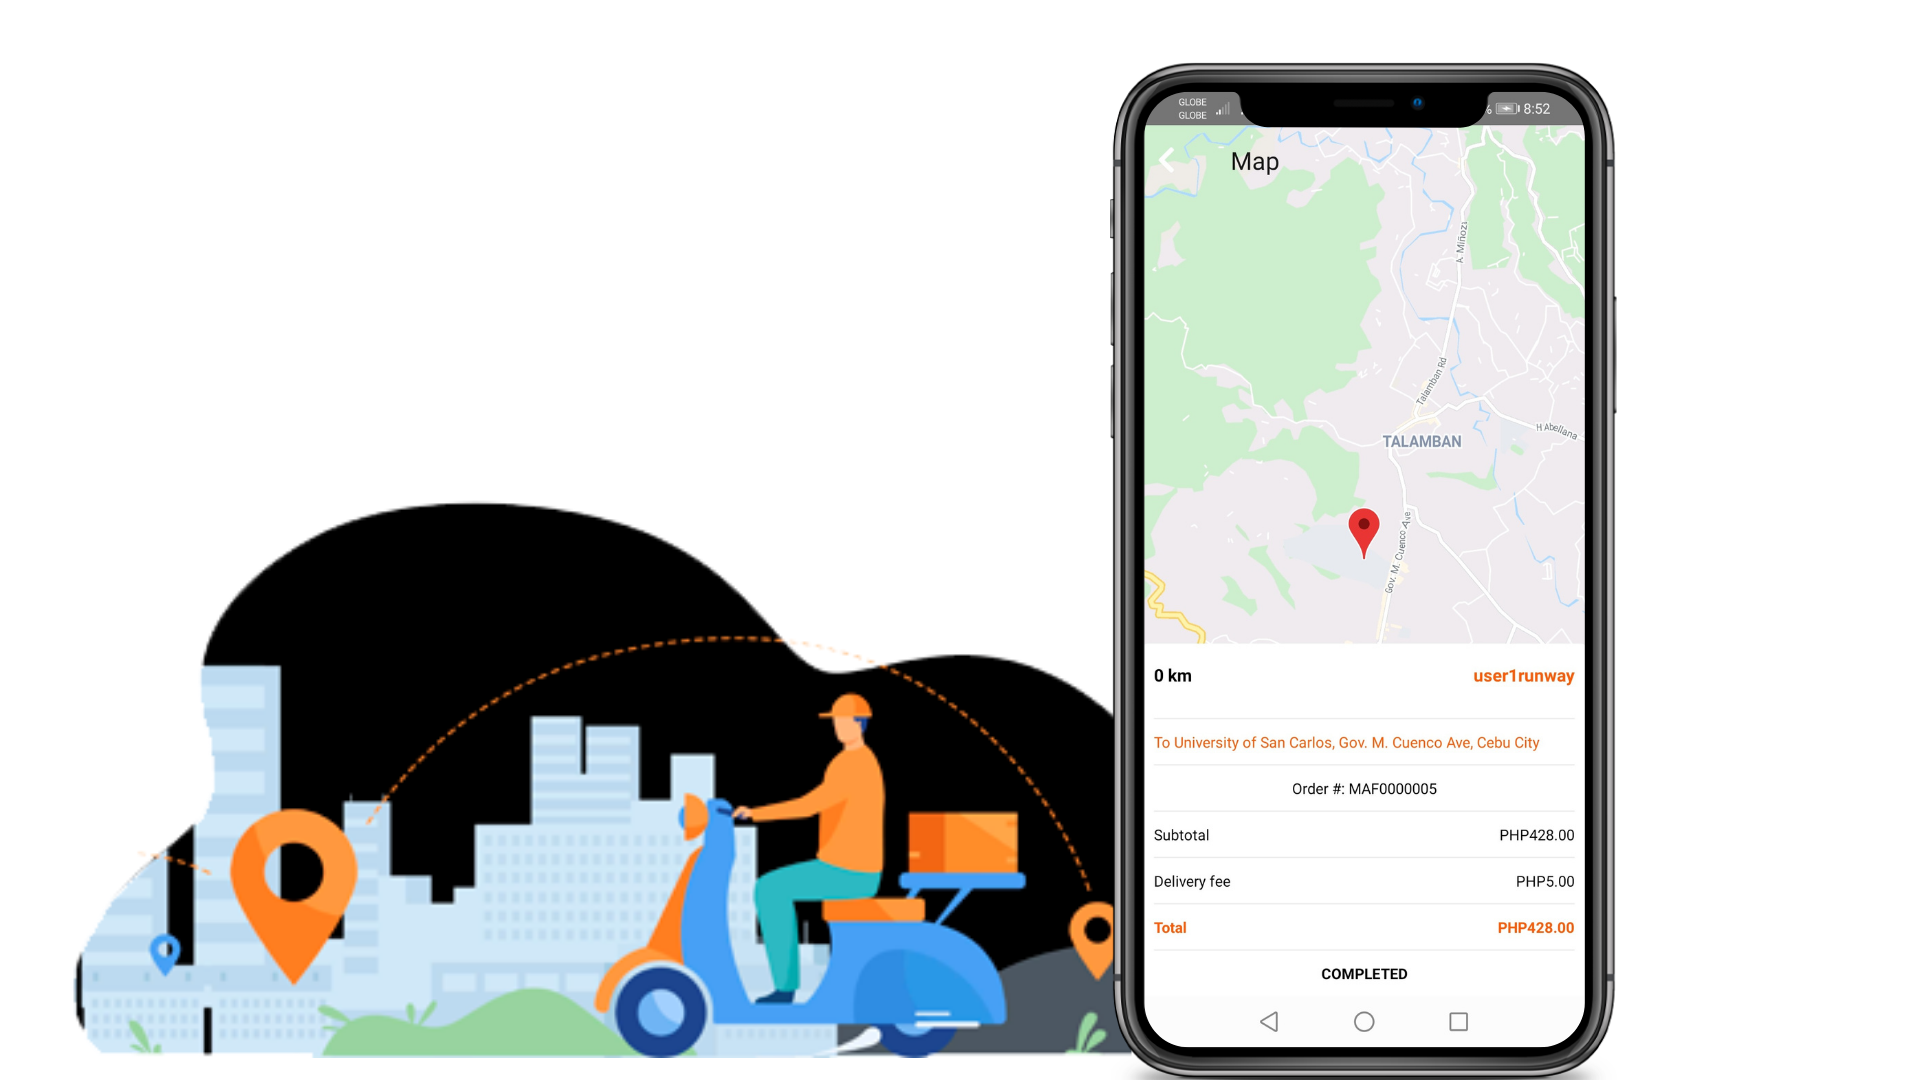 GLOBE
GLOBE
% 8:52
Map
A. Miñozi
Talamban Rd
TALAMBAN
H Abellana
Gov. M. Cuenco Ave
0 km user1runway
To University of San Carlos, Gov. M. Cuenco Ave, Cebu City
Order #: MAF0000005
Subtotal PHP428.00
Delivery fee PHP5.00
Total PHP428.00
COMPLETED